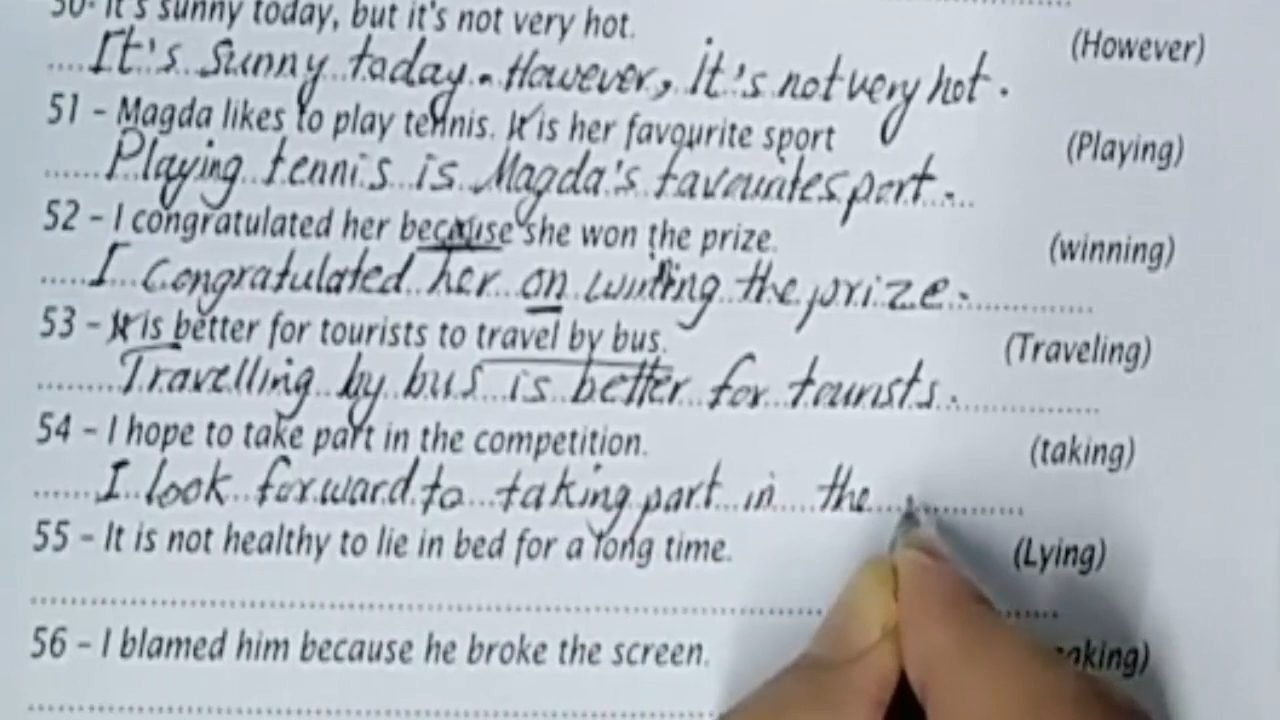 50- It's sunny today, but it's not very hot. (However)
It's sunny today. However, it's not very hot.
51 - Magda likes to play tennis. It is her favourite sport (Playing)
Playing tennis is Magda's favourite sport.
52 - I congratulated her because she won the prize. (winning)
I congratulated her on winning the prize.
53 - It is better for tourists to travel by bus. (Traveling)
Travelling by bus is better for tourists.
54 - I hope to take part in the competition. (taking)
I look forward to taking part in the
55 - It is not healthy to lie in bed for a long time. (Lying)
56 - I blamed him because he broke the screen.